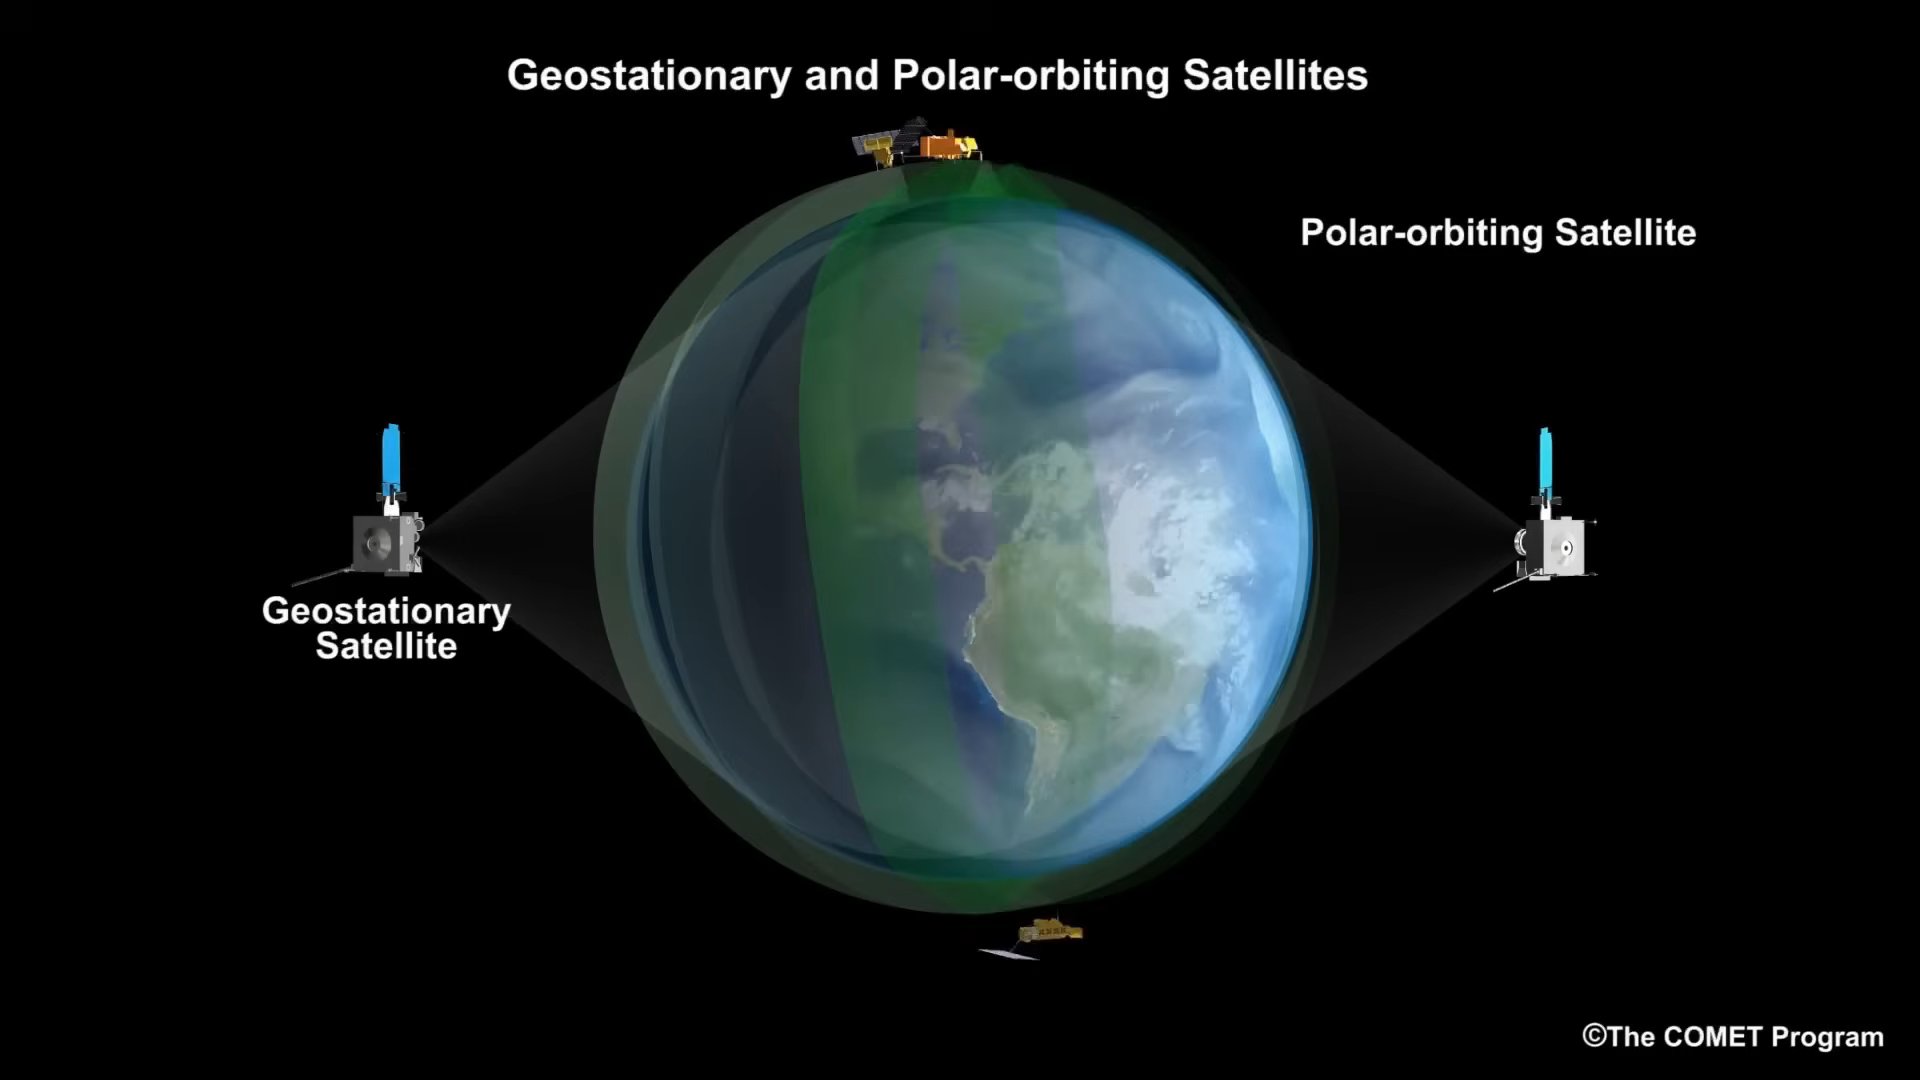 Geostationary and Polar-orbiting Satellites
Polar-orbiting Satellite
Geostationary
Satellite
©The COMET Program